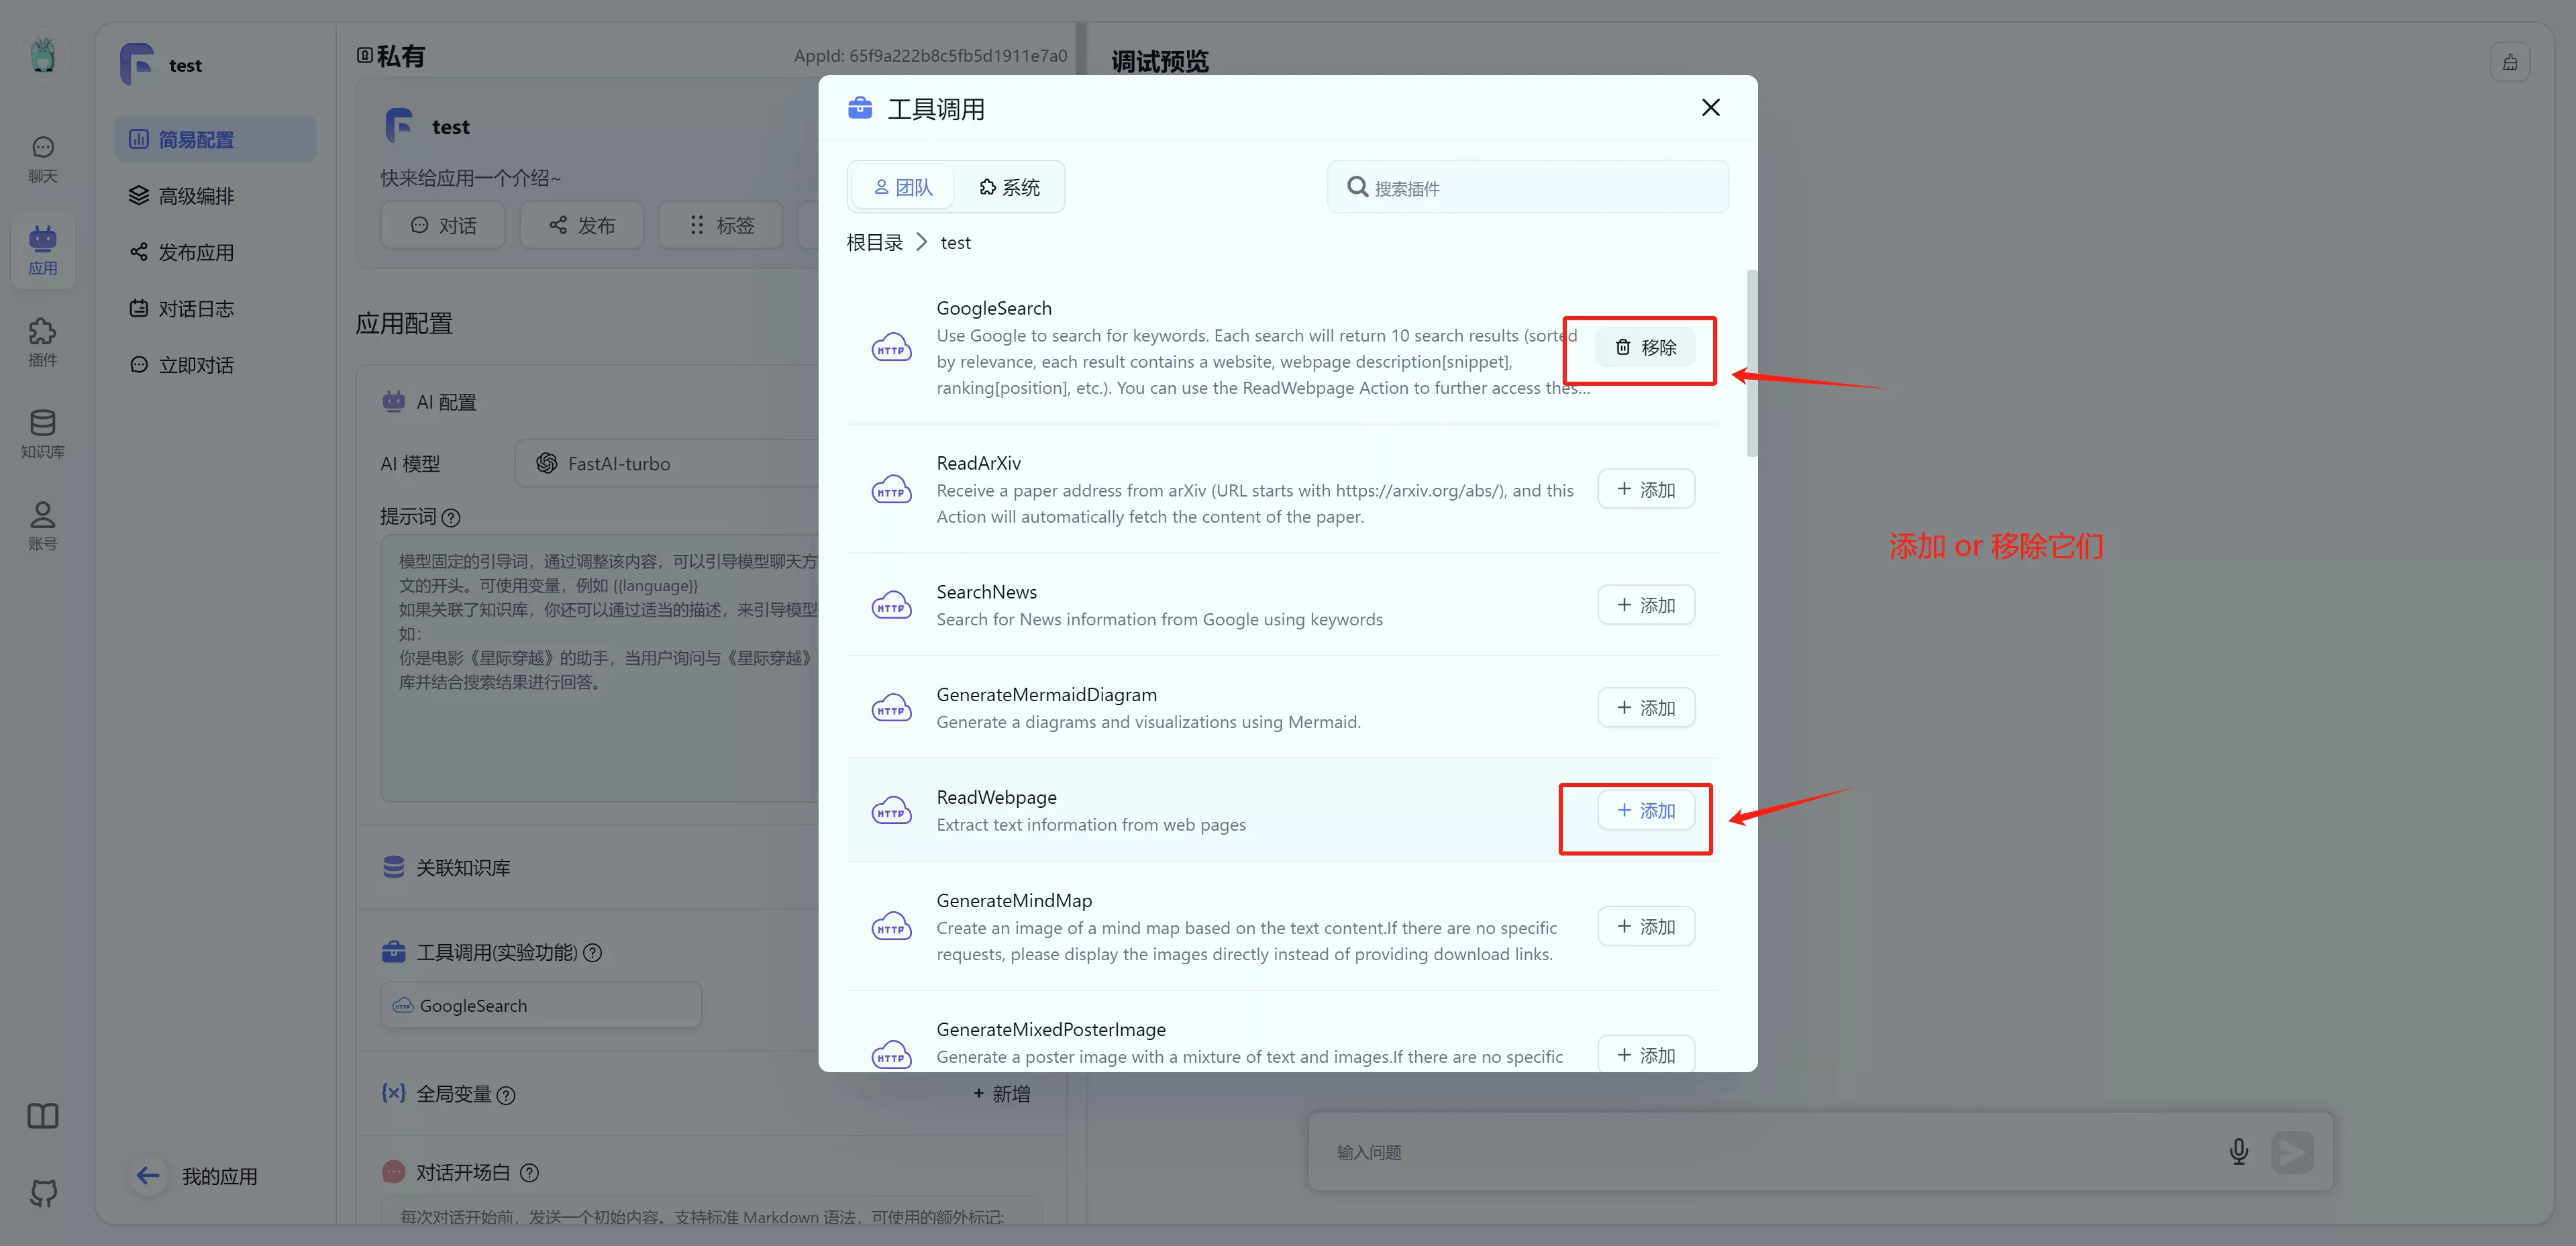 聊天
应用
插件
知识库
账号
test
简易配置
高级编排
发布应用
对话日志
立即对话
我的应用
私有
AppId: 65f9a222b8c5fb5d1911e7a0
test
快来给应用一个介绍~
对话
发布
标签
应用配置
AI 配置
AI 模型
FastAI-turbo
提示词
模型固定的引导词，通过调整该内容，可以引导模型聊天方
文的开头。可使用变量，例如 {{language}}
如果关联了知识库，你还可以通过适当的描述，来引导模型
如：
你是电影《星际穿越》的助手，当用户询问与《星际穿越》
库并结合搜索结果进行回答。
关联知识库
工具调用(实验功能)
GoogleSearch
全局变量
+ 新增
对话开场白
每次对话开始前，发送一个初始内容。支持标准 Markdown 语法，可使用的额外标记:
调试预览
输入问题
工具调用
团队
系统
搜索插件
根目录 > test
GoogleSearch
Use Google to search for keywords. Each search will return 10 search results (sorted
by relevance, each result contains a website, webpage description[snippet],
ranking[position], etc.). You can use the ReadWebpage Action to further access thes...
HTTP
移除
ReadArXiv
Receive a paper address from arXiv (URL starts with https://arxiv.org/abs/), and this
Action will automatically fetch the content of the paper.
HTTP
+ 添加
SearchNews
Search for News information from Google using keywords
HTTP
+ 添加
GenerateMermaidDiagram
Generate a diagrams and visualizations using Mermaid.
HTTP
+ 添加
ReadWebpage
Extract text information from web pages
HTTP
+ 添加
GenerateMindMap
Create an image of a mind map based on the text content.If there are no specific
requests, please display the images directly instead of providing download links.
HTTP
+ 添加
GenerateMixedPosterImage
Generate a poster image with a mixture of text and images.If there are no specific
HTTP
+ 添加
添加 or 移除它们